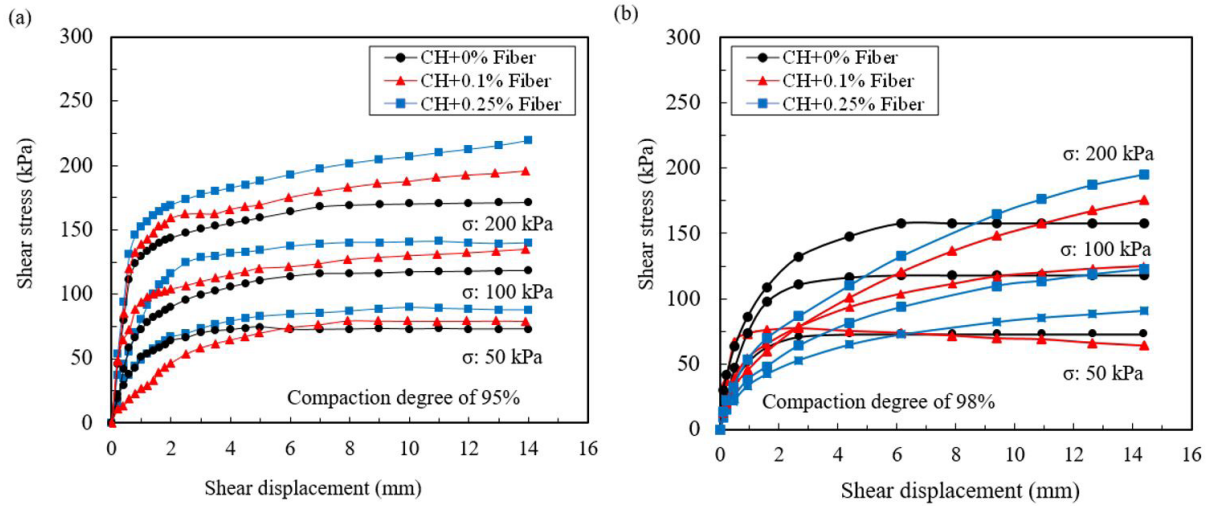 (a)
300
250
200
150
100
50
0
Shear stress (kPa)
CH+0% Fiber
CH+0.1% Fiber
CH+0.25% Fiber
σ: 200 kPa
σ: 100 kPa
σ: 50 kPa
Compaction degree of 95%
0 2 4 6 8 10 12 14 16
Shear displacement (mm)
(b)
300
250
200
150
100
50
0
Shear stress (kPa)
CH+0% Fiber
CH+0.1% Fiber
CH+0.25% Fiber
σ: 200 kPa
σ: 100 kPa
σ: 50 kPa
Compaction degree of 98%
0 2 4 6 8 10 12 14 16
Shear displacement (mm)